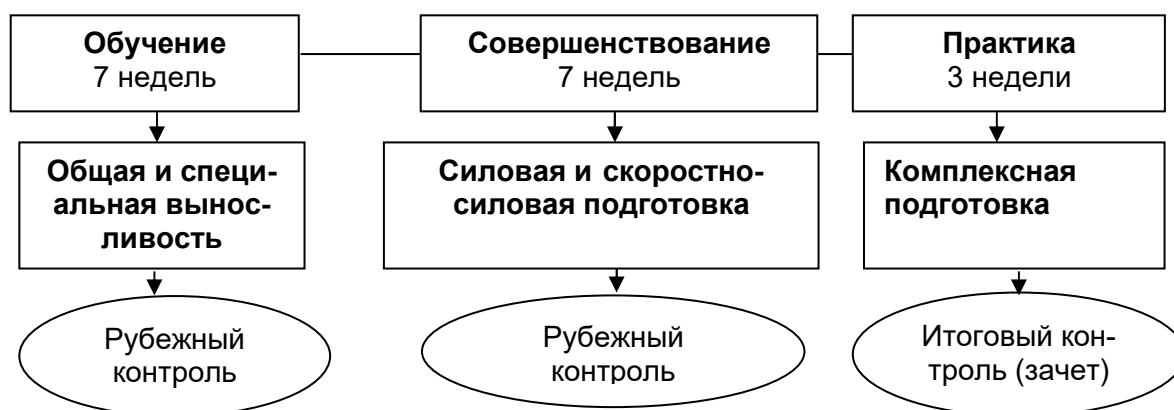 Обучение
7 недель
Совершенствование
7 недель
Практика
3 недели
Общая и специ-
альная вынос-
ливость
Силовая и скоростно-
силовая подготовка
Комплексная
подготовка
Рубежный
контроль
Рубежный
контроль
Итоговый кон-
троль (зачет)